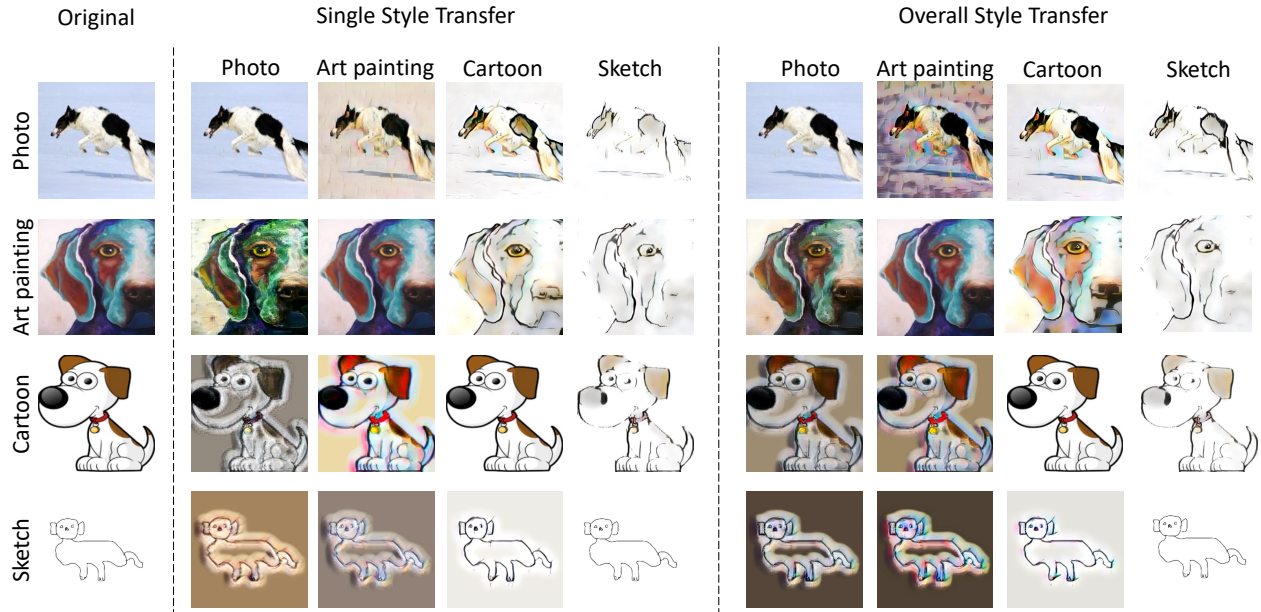 Original
Single Style Transfer
Overall Style Transfer
Photo
Art painting
Cartoon
Sketch
Photo
Art painting
Cartoon
Sketch
Photo
Art painting
Cartoon
Sketch